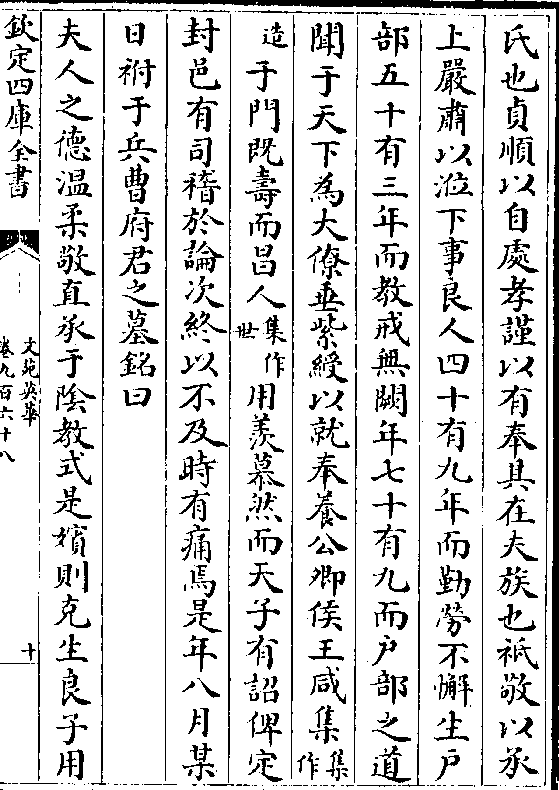 氏也貞順以自處孝謹以有奉具在夫族也祗敬以承
上嚴肅以涖下事良人四十有九年而勤勞不懈生戶
部五十有三年而教戒無闕年七十有九而戶部之道
聞于天下為大僚垂紫綬以就奉養公卿侯王咸集集作
造于門既壽而昌人集作世用羨慕然而天子有詔俾定
封邑有司稽於論次終以不及時有痛焉是年八月某
日祔于兵曹府君之墓銘曰
夫人之德温柔敬直承于陰教式是嬪則克生良子用
欽定四庫全書
文苑英華
卷九百六十八
十